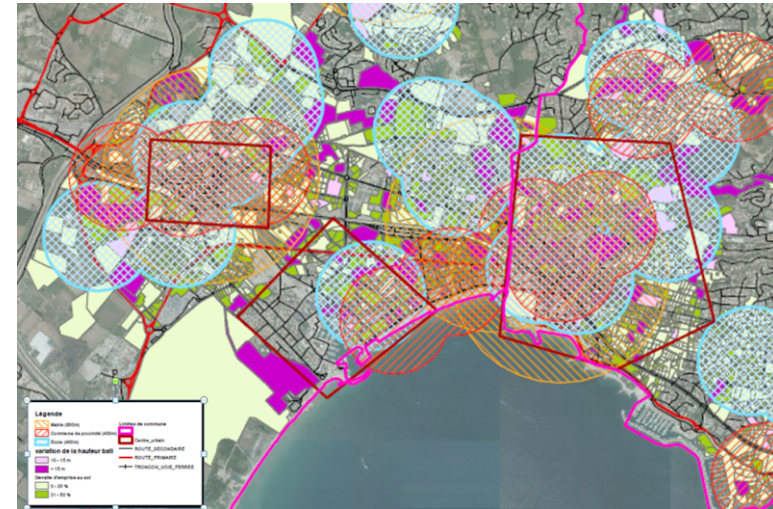 Légende
Mairie (800m)
Commerce de proximité (400m)
Ecole (400m)
variation de la hauteur bati
10 - 15 m
> 15 m
Densité d'emprise au sol
0 - 20 %
21 - 50 %
Limites de commune
Centre_urbain
ROUTE_SECONDAIRE
ROUTE_PRIMAIRE
TRONCON_VOIE_FERREE